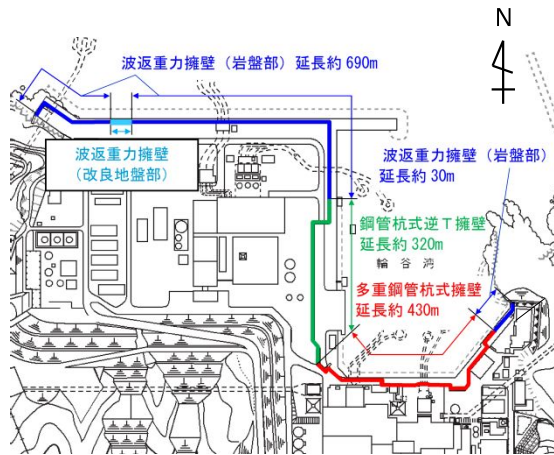 N
波返重力擁壁（岩盤部）延長約 690m
波返重力擁壁
（改良地盤部）
波返重力擁壁（岩盤部）
延長約 30m
鋼管杭式逆Ｔ擁壁
延長約 320m
輪谷湾
多重鋼管杭式擁壁
延長約 430m